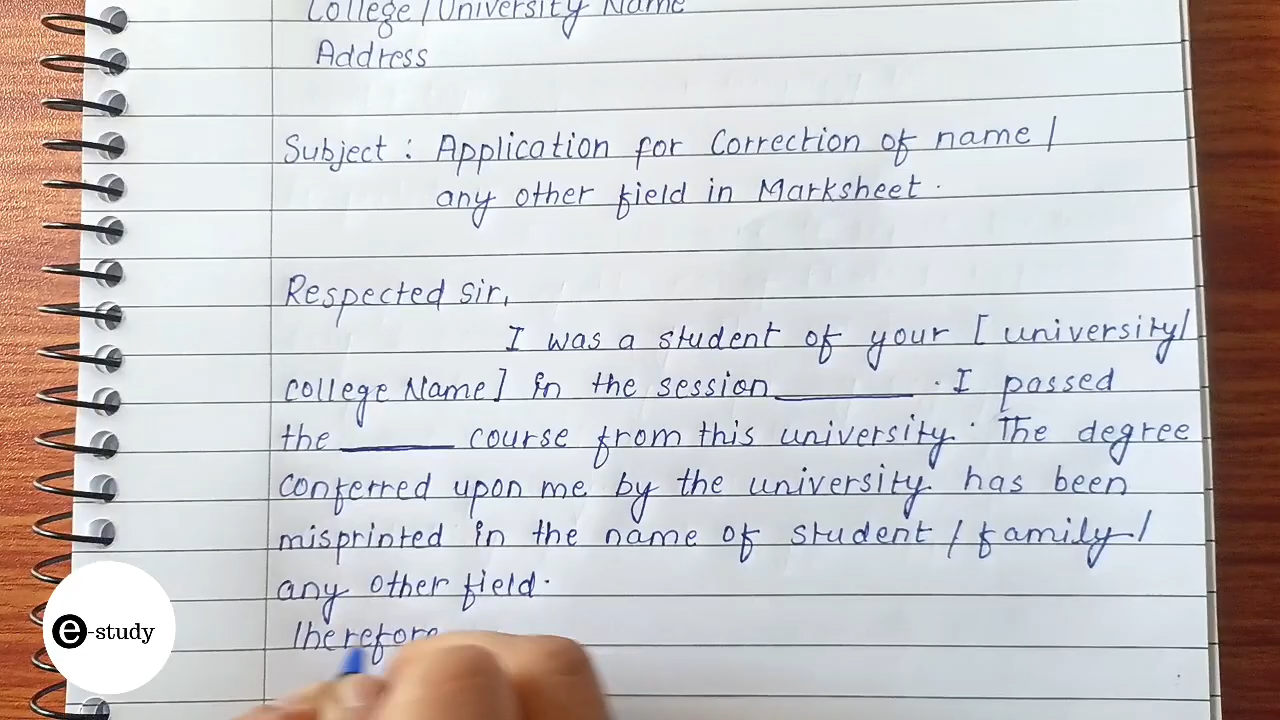 College/University Name
Address
Subject : Application for Correction of name /
any other field in Marksheet.
Respected Sir,
I was a student of your [university/
College Name] in the session ______ . I passed
the ______ course from this university. The degree
conferred upon me by the university has been
misprinted in the name of student / family /
any other field.
Therefore
e-study